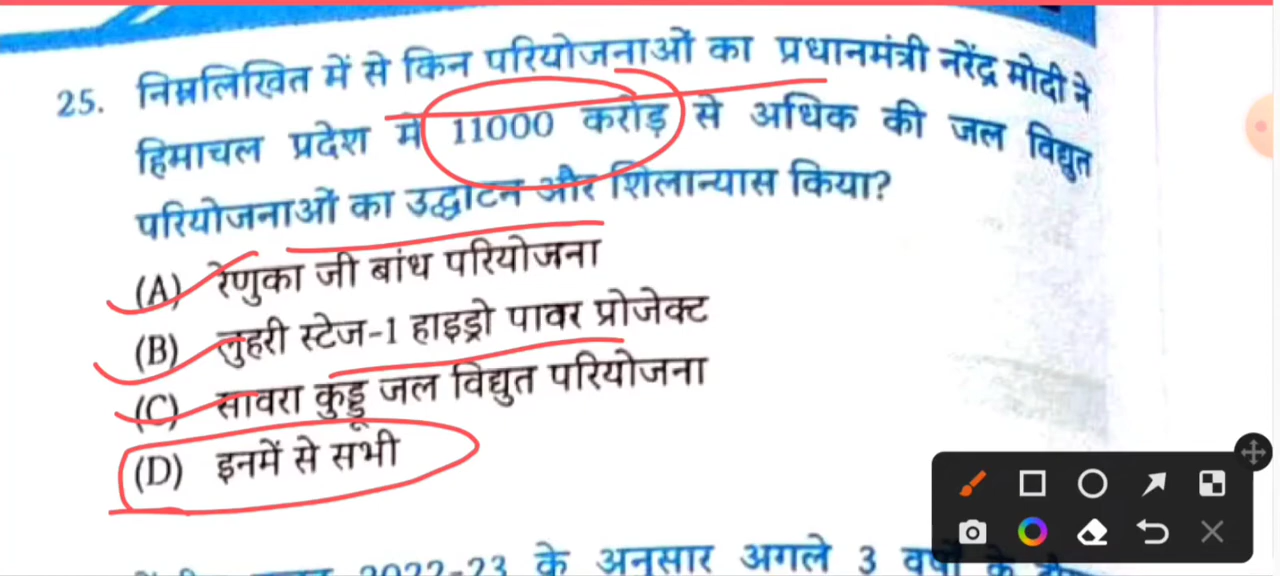 25. निम्नलिखित में से किन परियोजनाओं का प्रधानमंत्री नरेंद्र मोदी ने
हिमाचल प्रदेश में 11000 करोड़ से अधिक की जल विद्युत
परियोजनाओं का उद्घाटन और शिलान्यास किया?
(A) रेणुका जी बांध परियोजना
(B) लुहरी स्टेज-1 हाइड्रो पावर प्रोजेक्ट
(C) सावरा कुड्डू जल विद्युत परियोजना
(D) इनमें से सभी
2022-23 के अनुसार अगले 3 वर्षों के